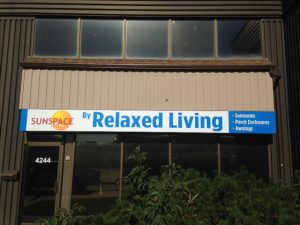 SUNSPACE By Relaxed Living
• Sunrooms
• Porch Enclosures
• Awnings
4244